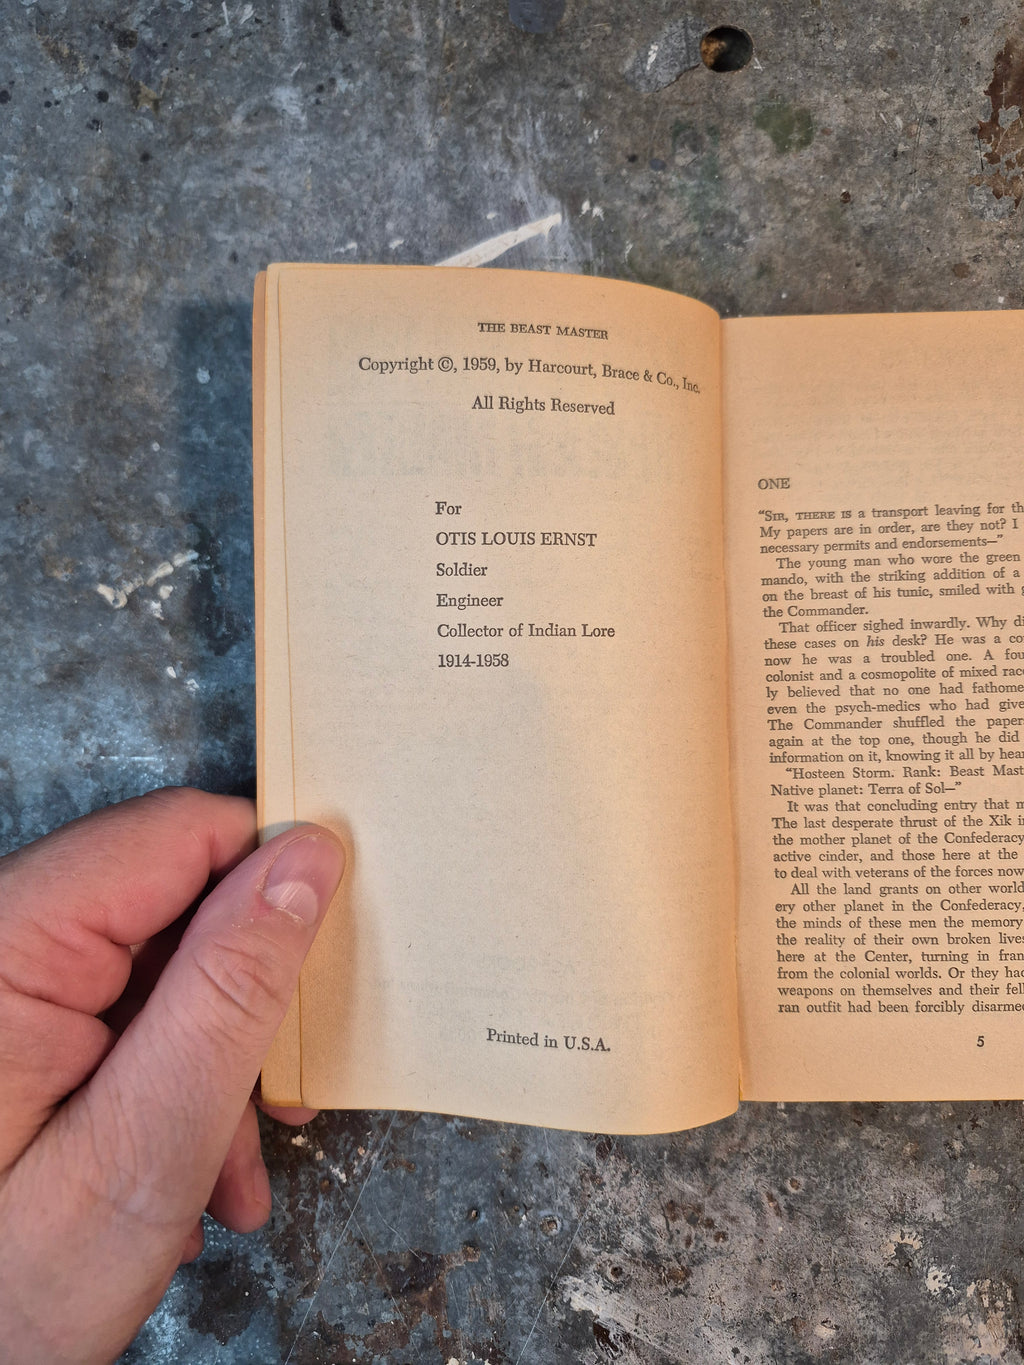 THE BEAST MASTER
Copyright ©, 1959, by Harcourt, Brace & Co., Inc.
All Rights Reserved
For
OTIS LOUIS ERNST
Soldier
Engineer
Collector of Indian Lore
1914-1958
Printed in U.S.A.
ONE
“SIR, THERE IS a transport leaving for th
My papers are in order, are they not? I
necessary permits and endorsements—”
The young man who wore the green
mando, with the striking addition of a
on the breast of his tunic, smiled with
the Commander.
That officer sighed inwardly. Why di
these cases on his desk? He was a co
now he was a troubled one. A fou
colonist and a cosmopolite of mixed rac
ly believed that no one had fathome
even the psych-medics who had give
The Commander shuffled the paper
again at the top one, though he did
information on it, knowing it all by hea
“Hosteen Storm. Rank: Beast Mast
Native planet: Terra of Sol—”
It was that concluding entry that m
The last desperate thrust of the Xik i
the mother planet of the Confederacy
active cinder, and those here at the
to deal with veterans of the forces now
All the land grants on other world
ery other planet in the Confederacy,
the minds of these men the memory
the reality of their own broken lives
here at the Center, turning in fran
from the colonial worlds. Or they had
weapons on themselves and their fell
ran outfit had been forcibly disarme
5